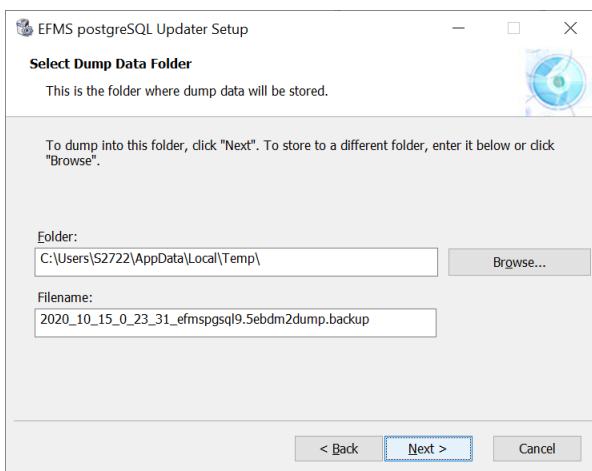 EFMS postgreSQL Updater Setup
Select Dump Data Folder
This is the folder where dump data will be stored.
To dump into this folder, click "Next". To store to a different folder, enter it below or click
"Browse".
Folder:
C:\Users\S2722\AppData\Local\Temp\
Browse...
Filename:
2020_10_15_0_23_31_efmspgsql9.5ebdm2dump.backup
< Back
Next >
Cancel